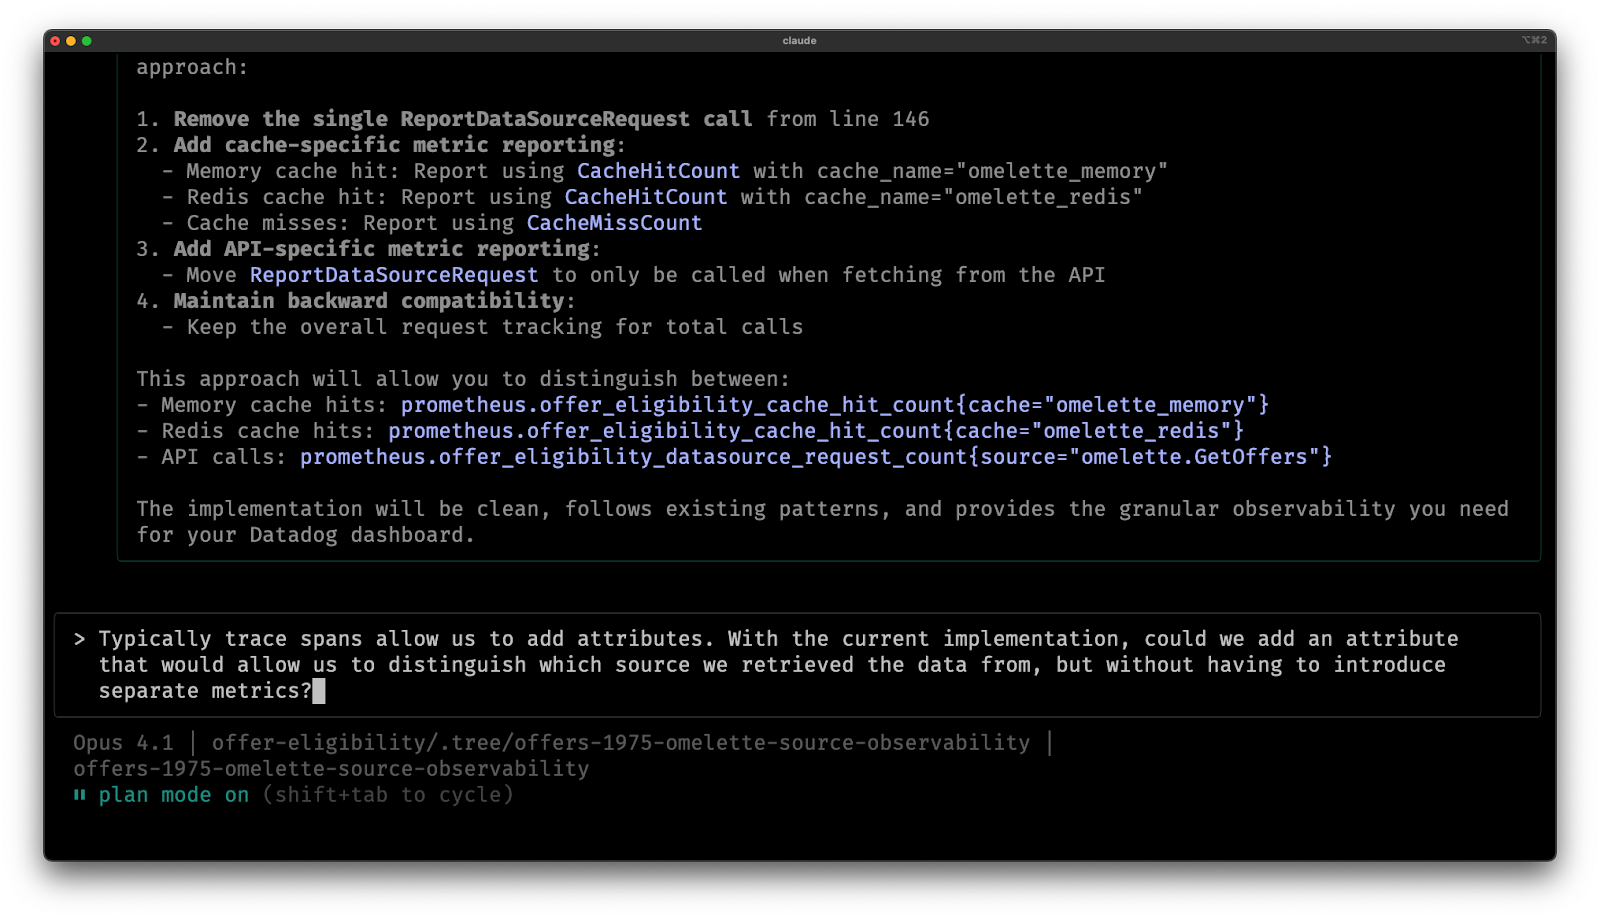 claude
⌥⌘2
approach:
1. Remove the single ReportDataSourceRequest call from line 146
2. Add cache-specific metric reporting:
- Memory cache hit: Report using CacheHitCount with cache_name="omelette_memory"
- Redis cache hit: Report using CacheHitCount with cache_name="omelette_redis"
- Cache misses: Report using CacheMissCount
3. Add API-specific metric reporting:
- Move ReportDataSourceRequest to only be called when fetching from the API
4. Maintain backward compatibility:
- Keep the overall request tracking for total calls
This approach will allow you to distinguish between:
- Memory cache hits: prometheus.offer_eligibility_cache_hit_count{cache="omelette_memory"}
- Redis cache hits: prometheus.offer_eligibility_cache_hit_count{cache="omelette_redis"}
- API calls: prometheus.offer_eligibility_datasource_request_count{source="omelette.GetOffers"}
The implementation will be clean, follows existing patterns, and provides the granular observability you need
for your Datadog dashboard.
> Typically trace spans allow us to add attributes. With the current implementation, could we add an attribute
that would allow us to distinguish which source we retrieved the data from, but without having to introduce
separate metrics?
Opus 4.1 | offer-eligibility/.tree/offers-1975-omelette-source-observability |
offers-1975-omelette-source-observability
⏸ plan mode on (shift+tab to cycle)